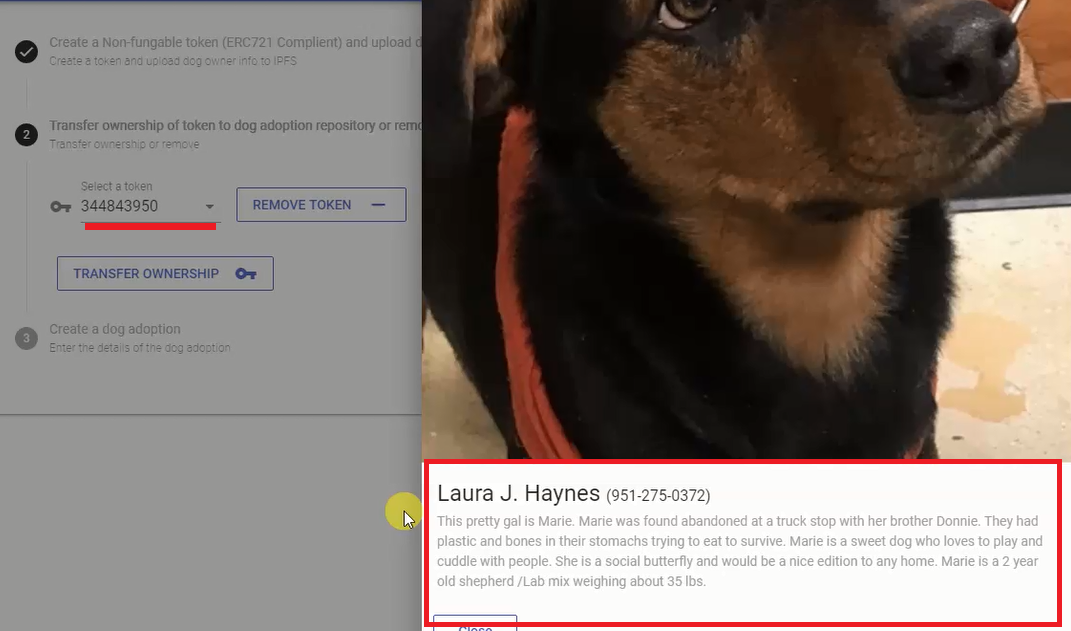 Create a Non-fungable token (ERC721 Complient) and upload d
Create a token and upload dog owner info to IPFS
2
Transfer ownership of token to dog adoption repository or remo
Transfer ownership or remove
Select a token
344843950
REMOVE TOKEN
TRANSFER OWNERSHIP
3
Create a dog adoption
Enter the details of the dog adoption
Laura J. Haynes (951-275-0372)
This pretty gal is Marie. Marie was found abandoned at a truck stop with her brother Donnie. They had
plastic and bones in their stomachs trying to eat to survive. Marie is a sweet dog who loves to play and
cuddle with people. She is a social butterfly and would be a nice edition to any home. Marie is a 2 year
old shepherd /Lab mix weighing about 35 lbs.
Close